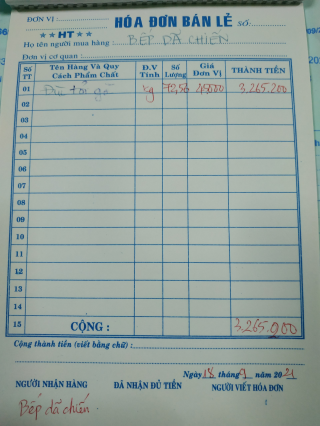 ĐƠN VỊ: HÓA ĐƠN BÁN LẺ SỐ:
**HT**
Họ tên người mua hàng: BẾP DÃ CHIẾN
Đơn vị cơ quan:
Số TT Tên Hàng Và Quy Cách Phẩm Chất Đ.V Tính Số Lượng Giá Đơn Vị THÀNH TIỀN
01 kg 3.265.200
02
03
04
05
06
07
08
09
10
11
12
13
14
15 CỘNG: 3.265.200
Cộng thành tiền (viết bằng chữ):
Ngày 18 tháng 9 năm 2021
NGƯỜI NHẬN HÀNG ĐÃ NHẬN ĐỦ TIỀN NGƯỜI VIẾT HÓA ĐƠN
Bếp dã chiến.